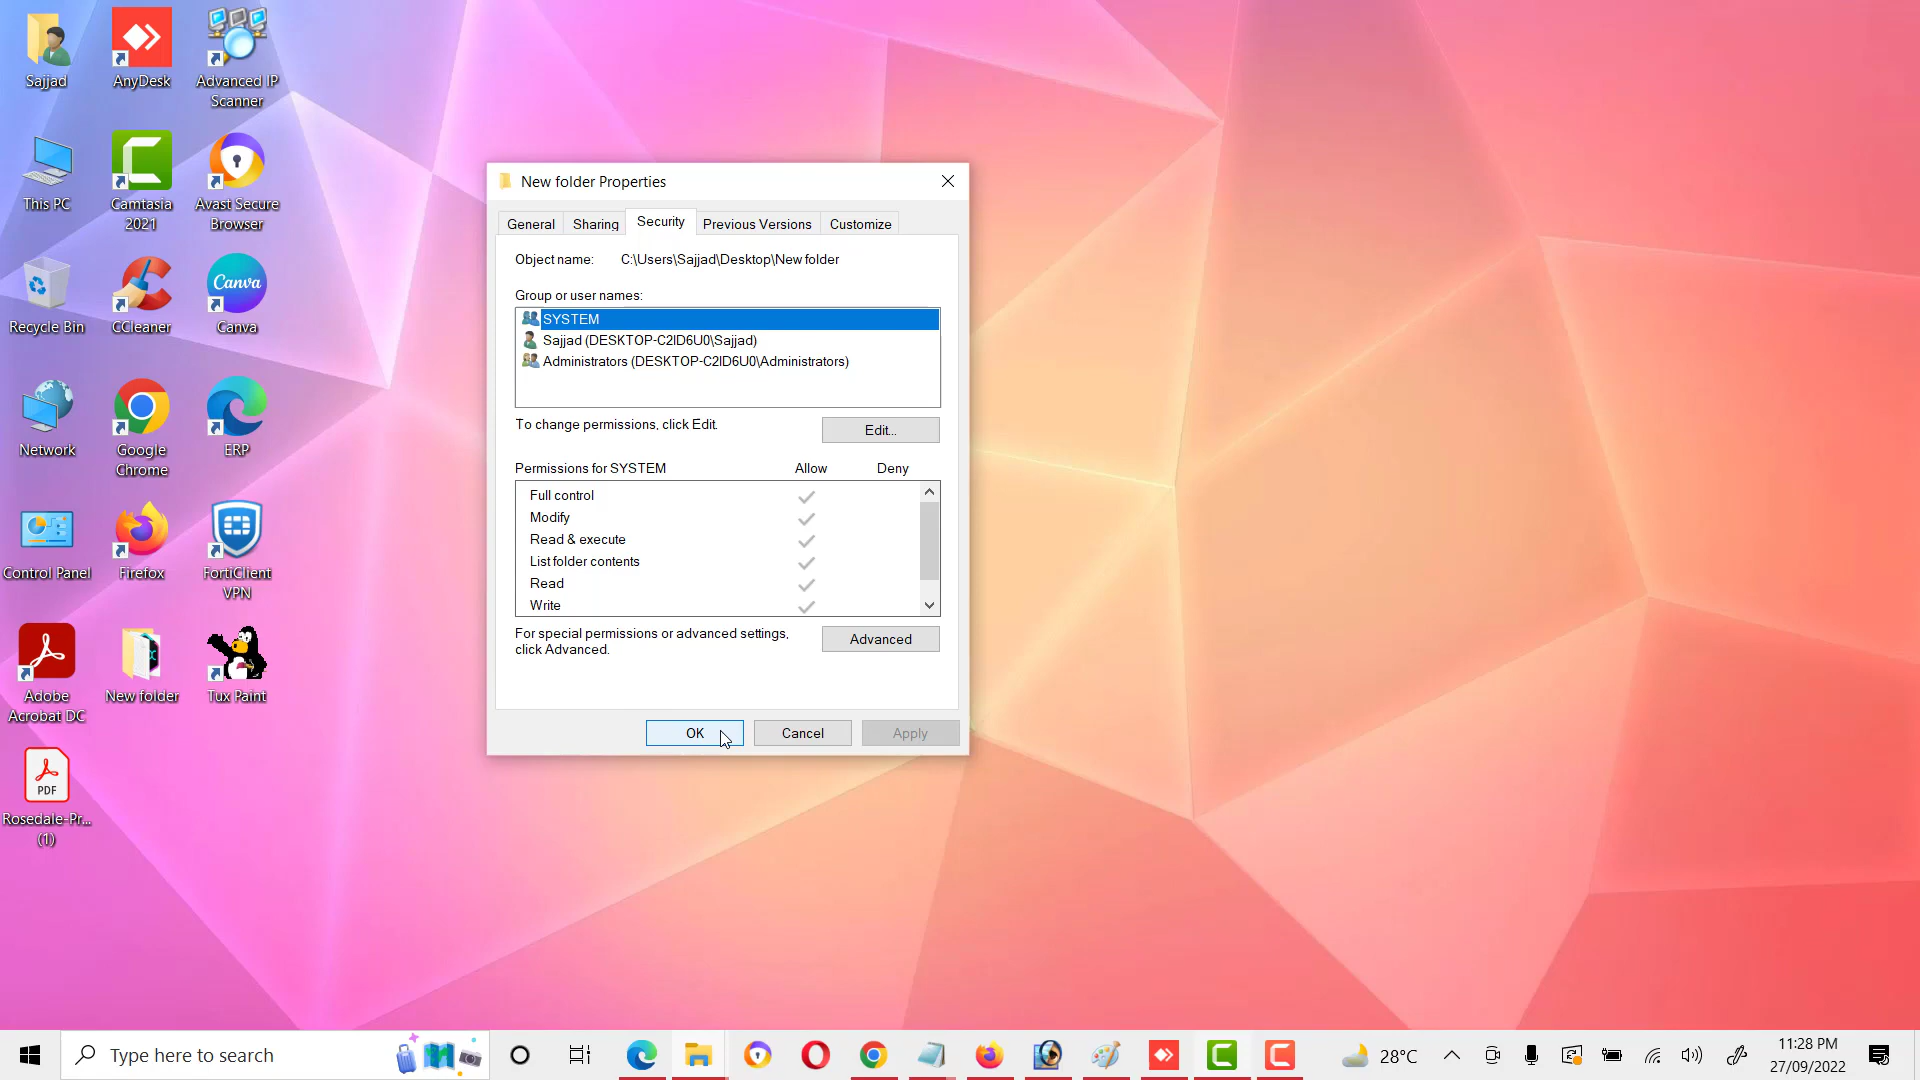 Sajjad
AnyDesk
Advanced IP
Scanner
This PC
Camtasia
2021
Avast Secure
Browser
Recycle Bin
CCleaner
Canva
Canva
Network
Google
Chrome
ERP
Control Panel
Firefox
FortiClient
VPN
Adobe
Acrobat DC
New folder
Tux Paint
PDF
Rosedale-Pr...
(1)
New folder Properties
General
Sharing
Security
Previous Versions
Customize
Object name: C:\Users\Sajjad\Desktop\New folder
Group or user names:
SYSTEM
Sajjad (DESKTOP-C2ID6U0\Sajjad)
Administrators (DESKTOP-C2ID6U0\Administrators)
To change permissions, click Edit.
Edit...
Permissions for SYSTEM Allow Deny
Full control
Modify
Read & execute
List folder contents
Read
Write
For special permissions or advanced settings,
click Advanced.
Advanced
OK
Cancel
Apply
Type here to search
28°C
11:28 PM
27/09/2022